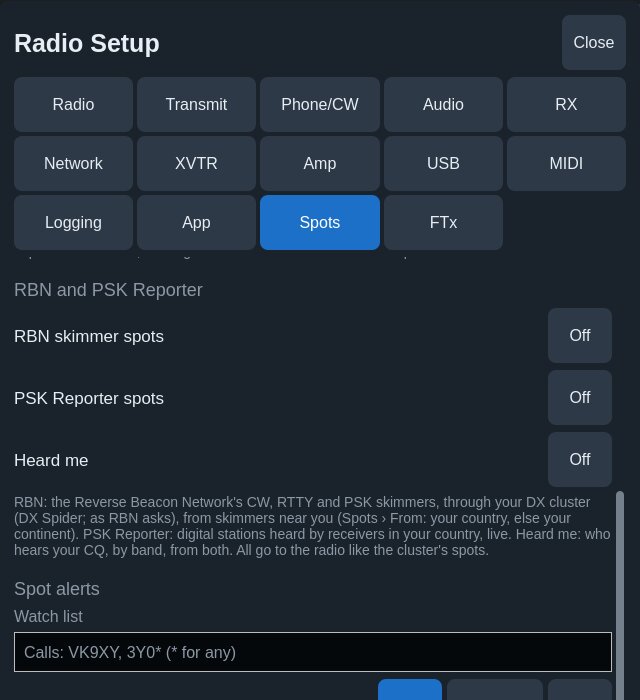 Radio Setup
Close
Radio
Transmit
Phone/CW
Audio
RX
Network
XVTR
Amp
USB
MIDI
Logging
App
Spots
FTx
RBN and PSK Reporter
RBN skimmer spots
Off
PSK Reporter spots
Off
Heard me
Off
RBN: the Reverse Beacon Network's CW, RTTY and PSK skimmers, through your DX cluster
(DX Spider; as RBN asks), from skimmers near you (Spots › From: your country, else your
continent). PSK Reporter: digital stations heard by receivers in your country, live. Heard me: who
hears your CQ, by band, from both. All go to the radio like the cluster's spots.
Spot alerts
Watch list
Calls: VK9XY, 3Y0* (* for any)